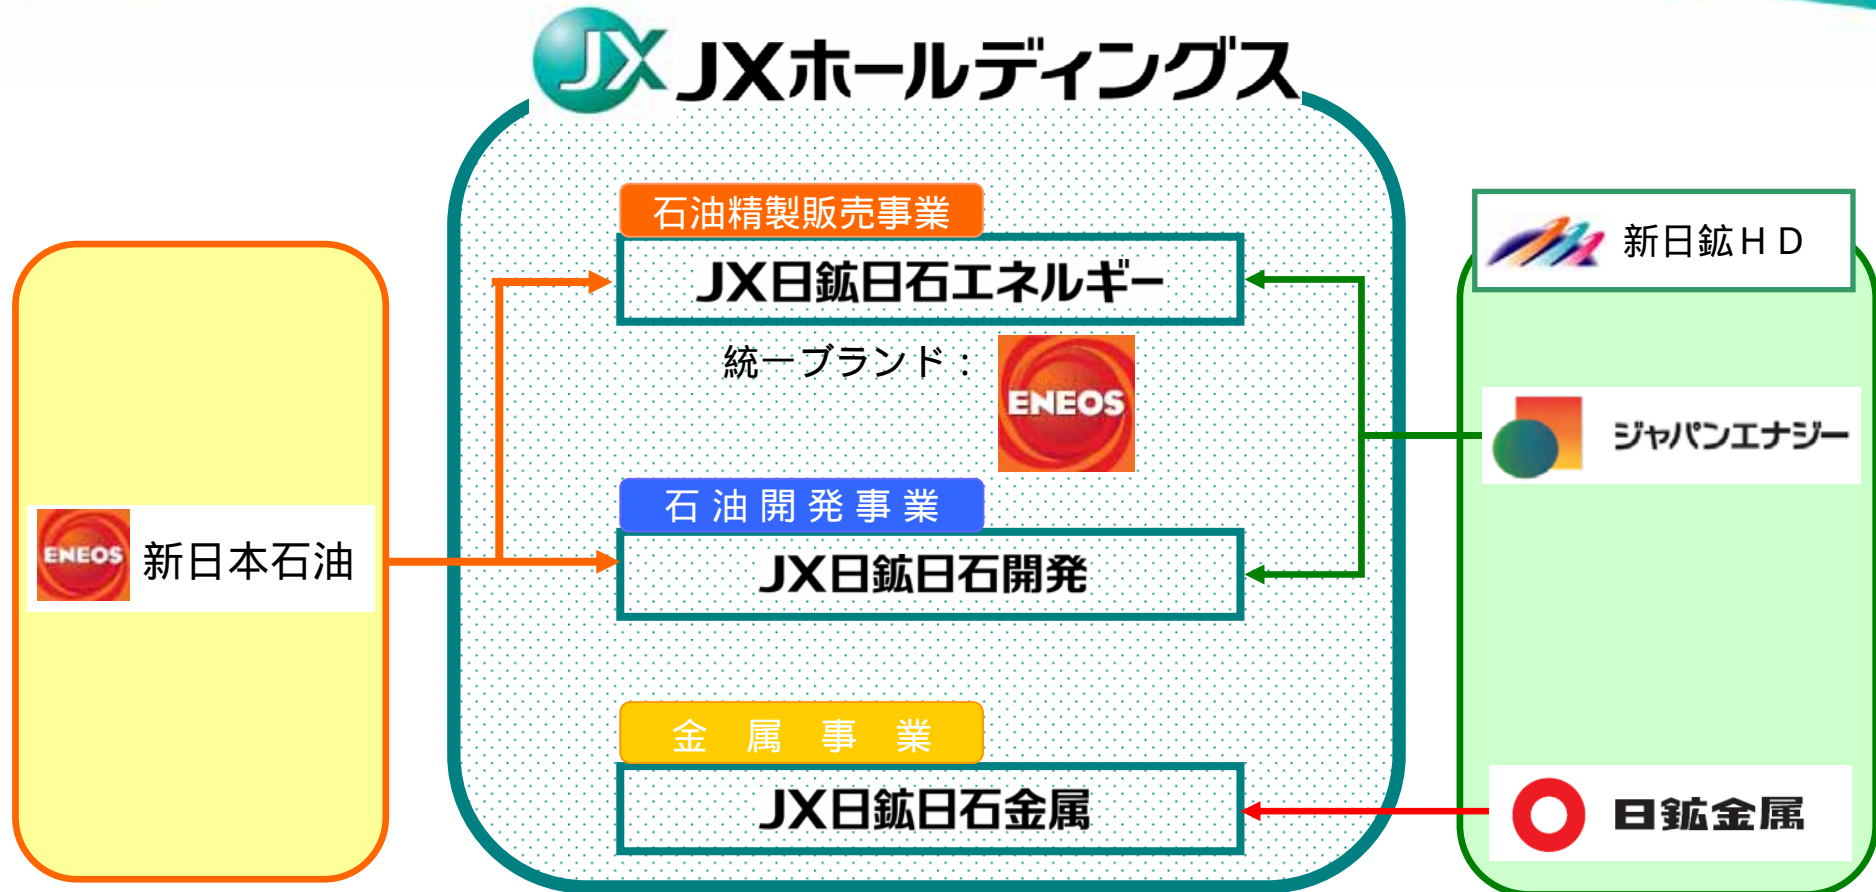 JX JXホールディングス
石油精製販売事業
JX日鉱日石エネルギー
統一ブランド：
ENEOS
石油開発事業
JX日鉱日石開発
金属事業
JX日鉱日石金属
ENEOS 新日本石油
新日鉱ＨＤ
ジャパンエナジー
日鉱金属